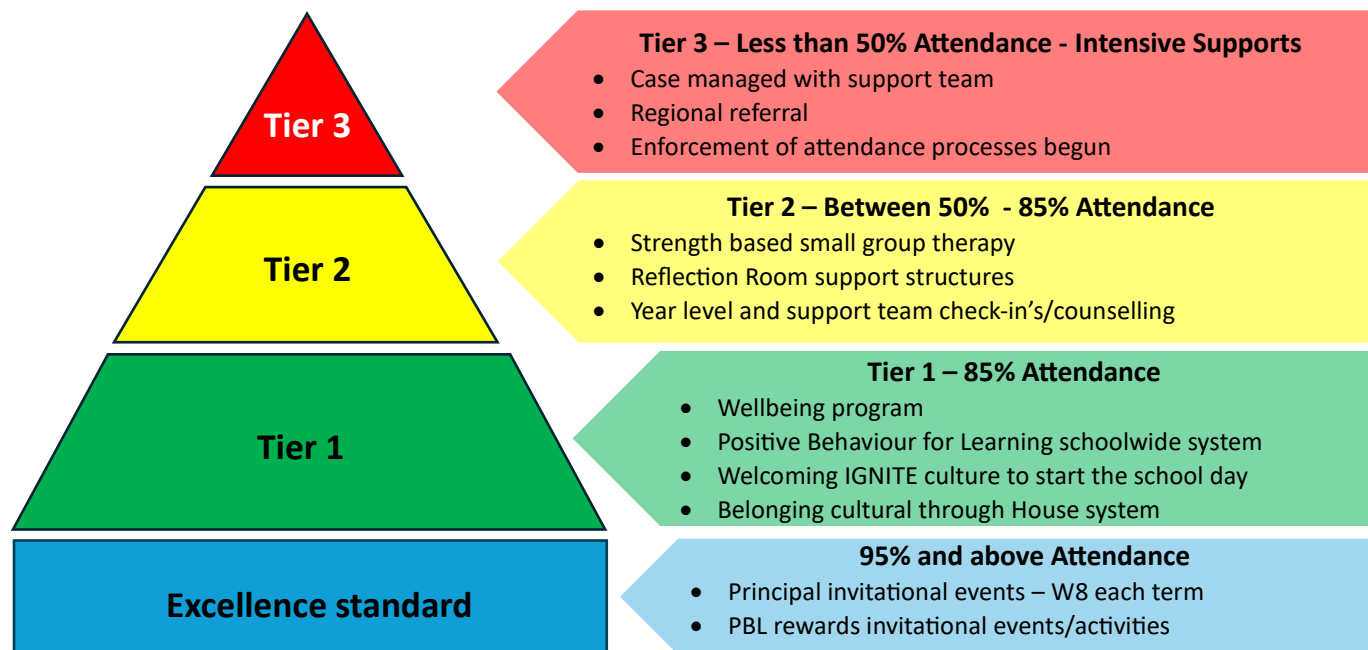 Tier 3
Tier 3 – Less than 50% Attendance - Intensive Supports
• Case managed with support team
• Regional referral
• Enforcement of attendance processes begun
Tier 2
Tier 2 – Between 50%  - 85% Attendance
• Strength based small group therapy
• Reflection Room support structures
• Year level and support team check-in's/counselling
Tier 1
Tier 1 – 85% Attendance
• Wellbeing program
• Positive Behaviour for Learning schoolwide system
• Welcoming IGNITE culture to start the school day
• Belonging cultural through House system
Excellence standard
95% and above Attendance
• Principal invitational events – W8 each term
• PBL rewards invitational events/activities